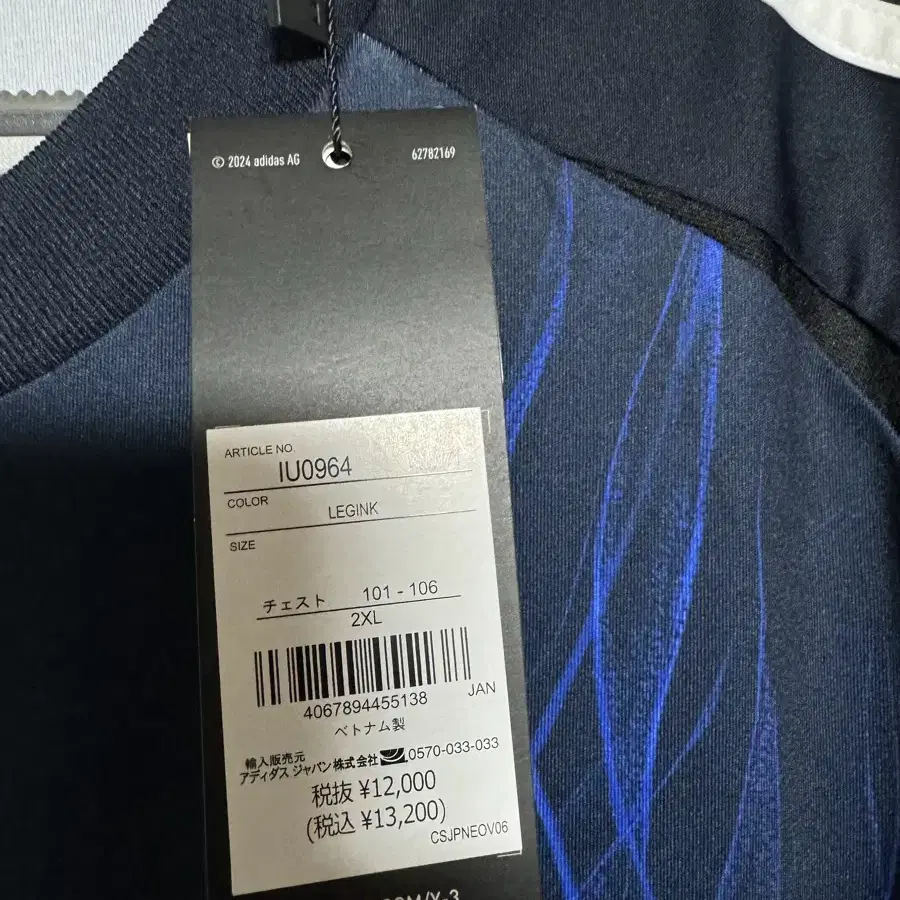 © 2024 adidas AG 62782169
ARTICLE NO.
IU0964
COLOR
LEGINK
SIZE
チェスト 101 - 106
2XL
4067894455138 JAN
ベトナム製
輸入販売元
アディダス ジャパン株式会社 0570-033-033
税抜 ¥12,000
(税込 ¥13,200)
CSJPNEOV06